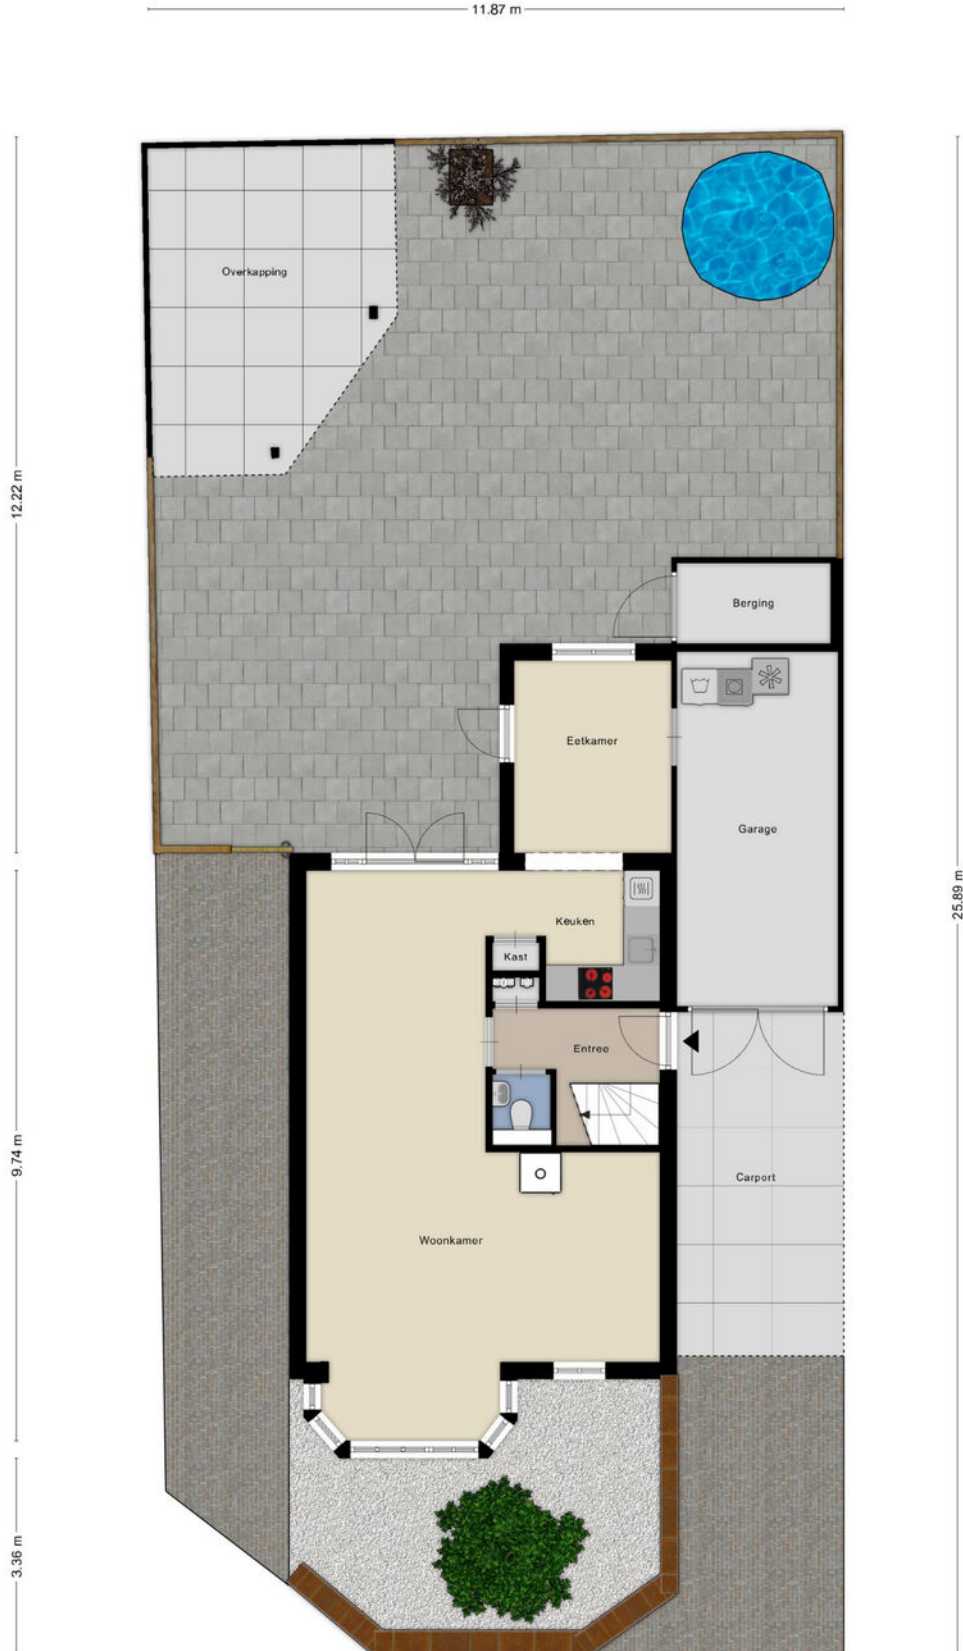 11.87 m
Overkapping
12.22 m
Berging
Eetkamer
Garage
25.89 m
Keuken
Kast
Entree
9.74 m
Carport
Woonkamer
3.36 m